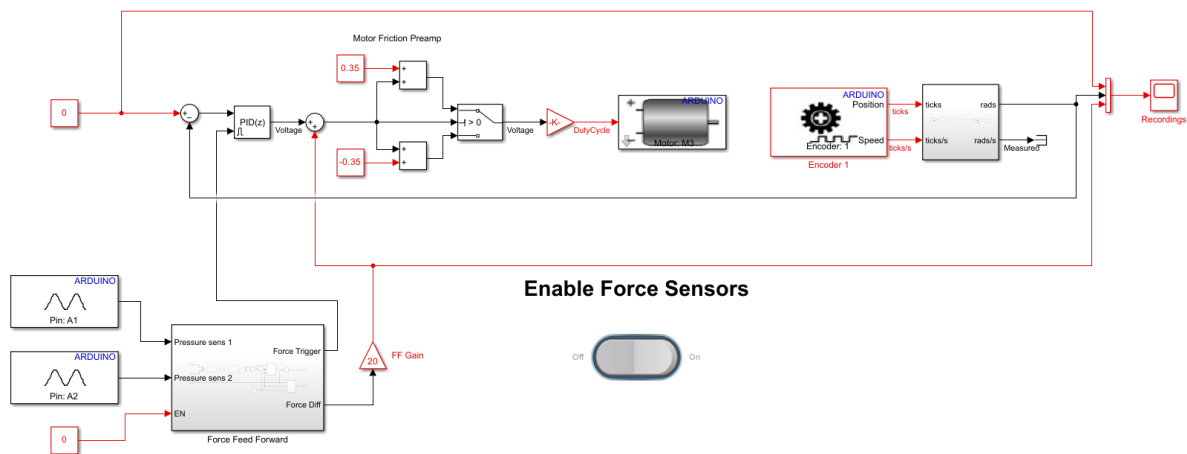 Motor Friction Preamp
0.35
+
+
0
+
-
PID(z)
Voltage
+
+
> 0
Voltage
-K-
DutyCycle
ARDUINO
Motor: M3
ARDUINO
Position
Speed
Encoder: 1
Encoder 1
ticks
ticks/s
ticks
rads
ticks/s
rads/s
Measured
Recordings
-0.35
+
+
Enable Force Sensors
Off
On
ARDUINO
Pin: A1
ARDUINO
Pin: A2
Pressure sens 1
Force Trigger
Pressure sens 2
Force Diff
EN
Force Feed Forward
20
FF Gain
0